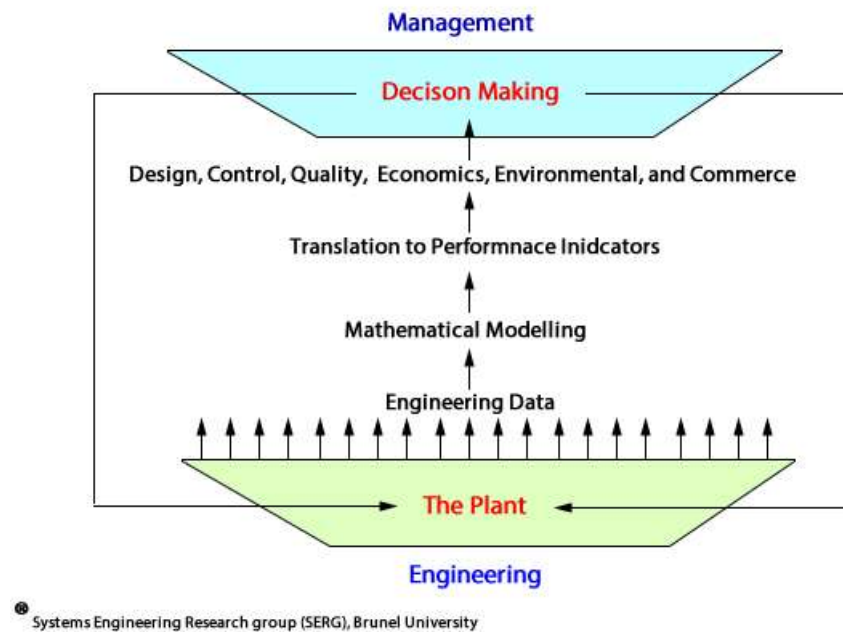 Management
Decison Making
Design, Control, Quality, Economics, Environmental, and Commerce
Translation to Performnace Inidcators
Mathematical Modelling
Engineering Data
The Plant
Engineering
® Systems Engineering Research group (SERG), Brunel University